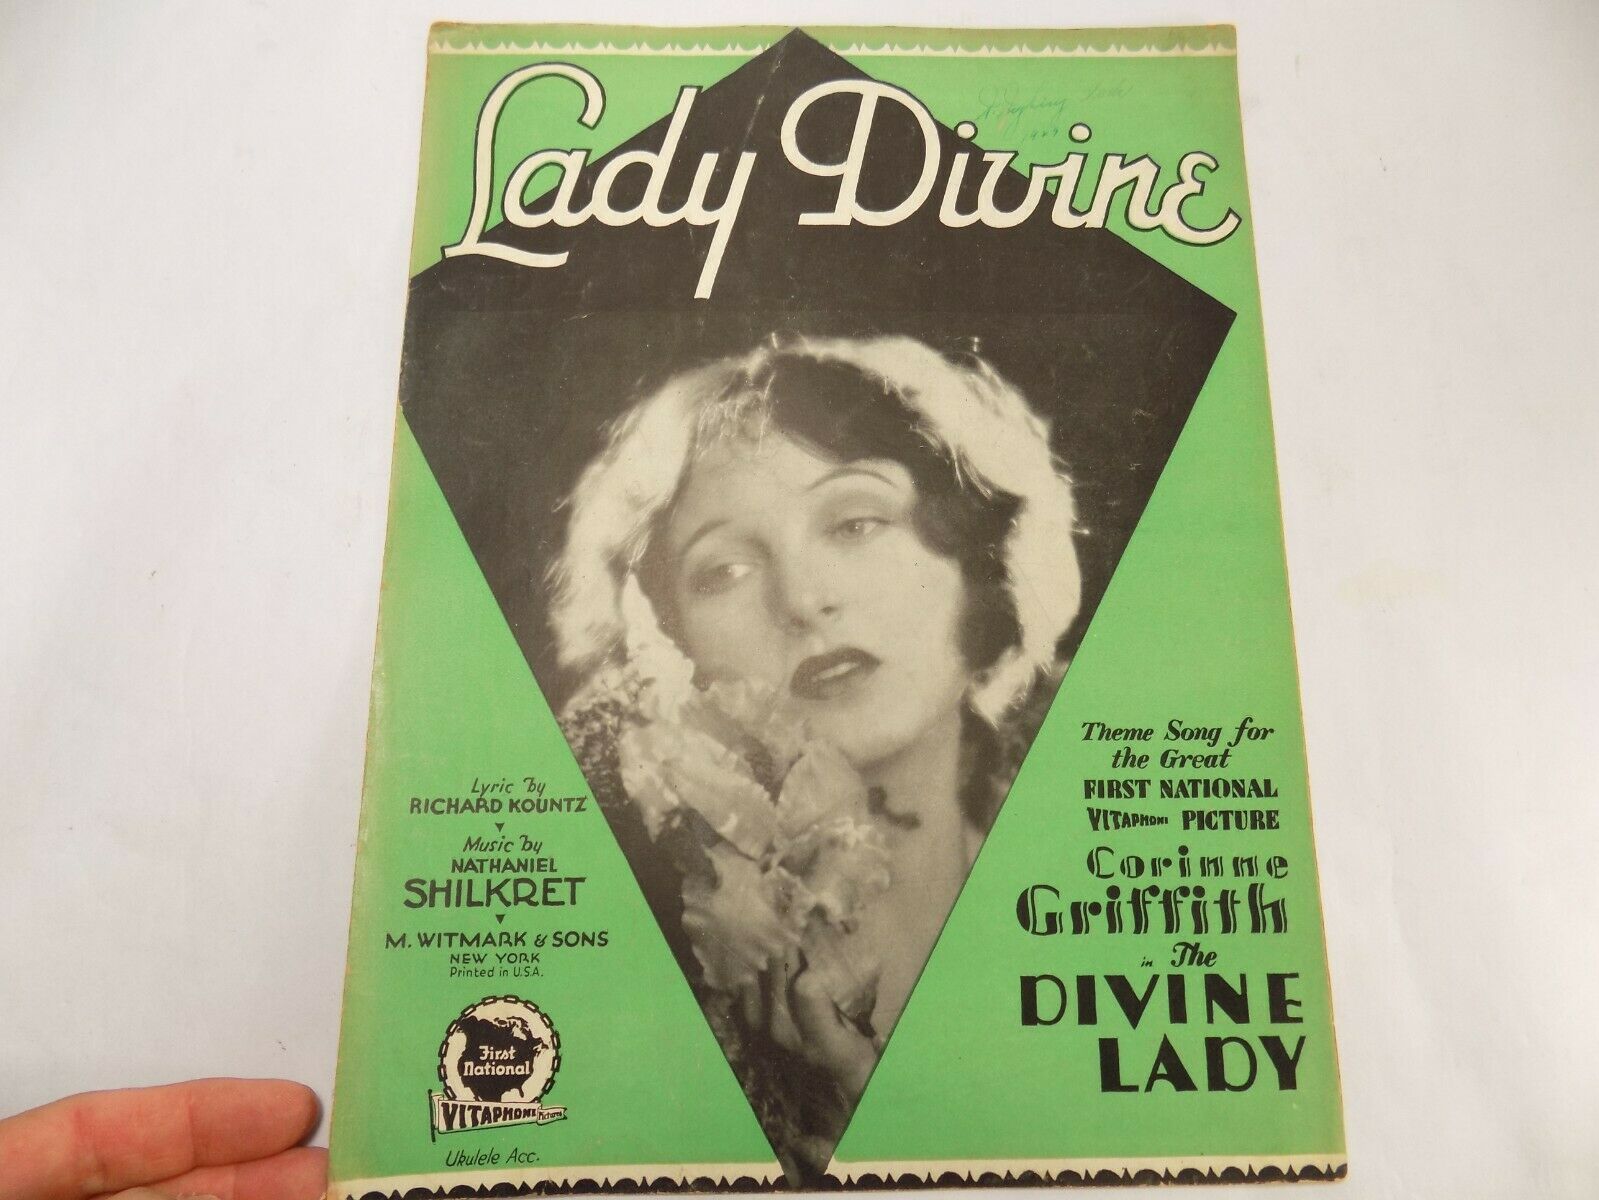 Lady Divine
1929
Lyric by
RICHARD KOUNTZ
Music by
NATHANIEL
SHILKRET
M. WITMARK & SONS
NEW YORK
Printed in U.S.A.
First
National
VITAPHONE Pictures
Ukulele Acc.
Theme Song for
the Great
FIRST NATIONAL
VITAPHONE PICTURE
Corinne
Griffith
in The
DIVINE
LADY